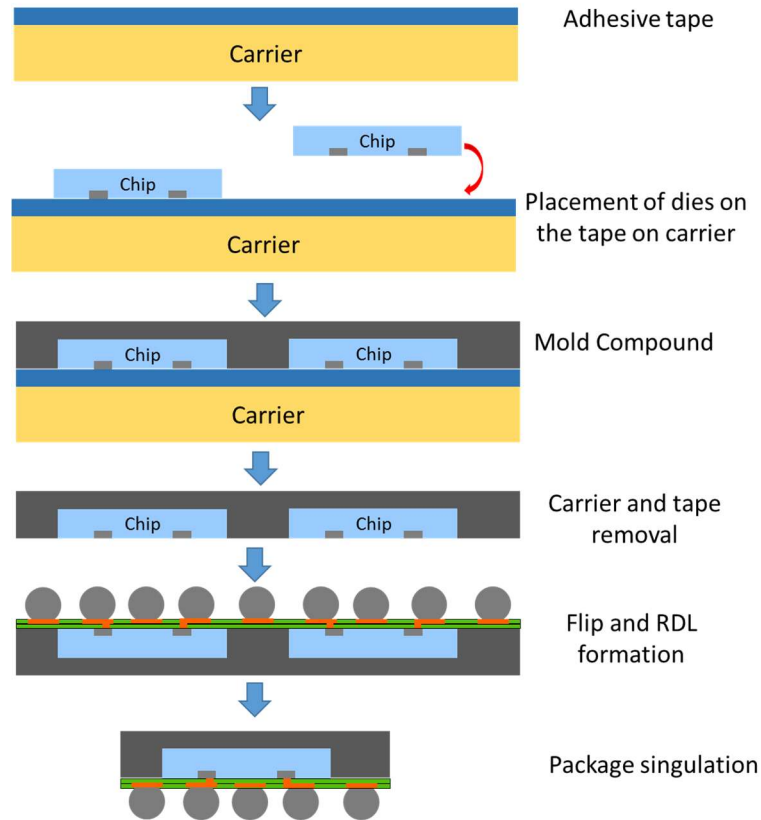 Adhesive tape
Carrier
Chip
Chip
Placement of dies on
the tape on carrier
Carrier
Mold Compound
Chip
Chip
Carrier
Carrier and tape
removal
Chip
Chip
Flip and RDL
formation
Package singulation